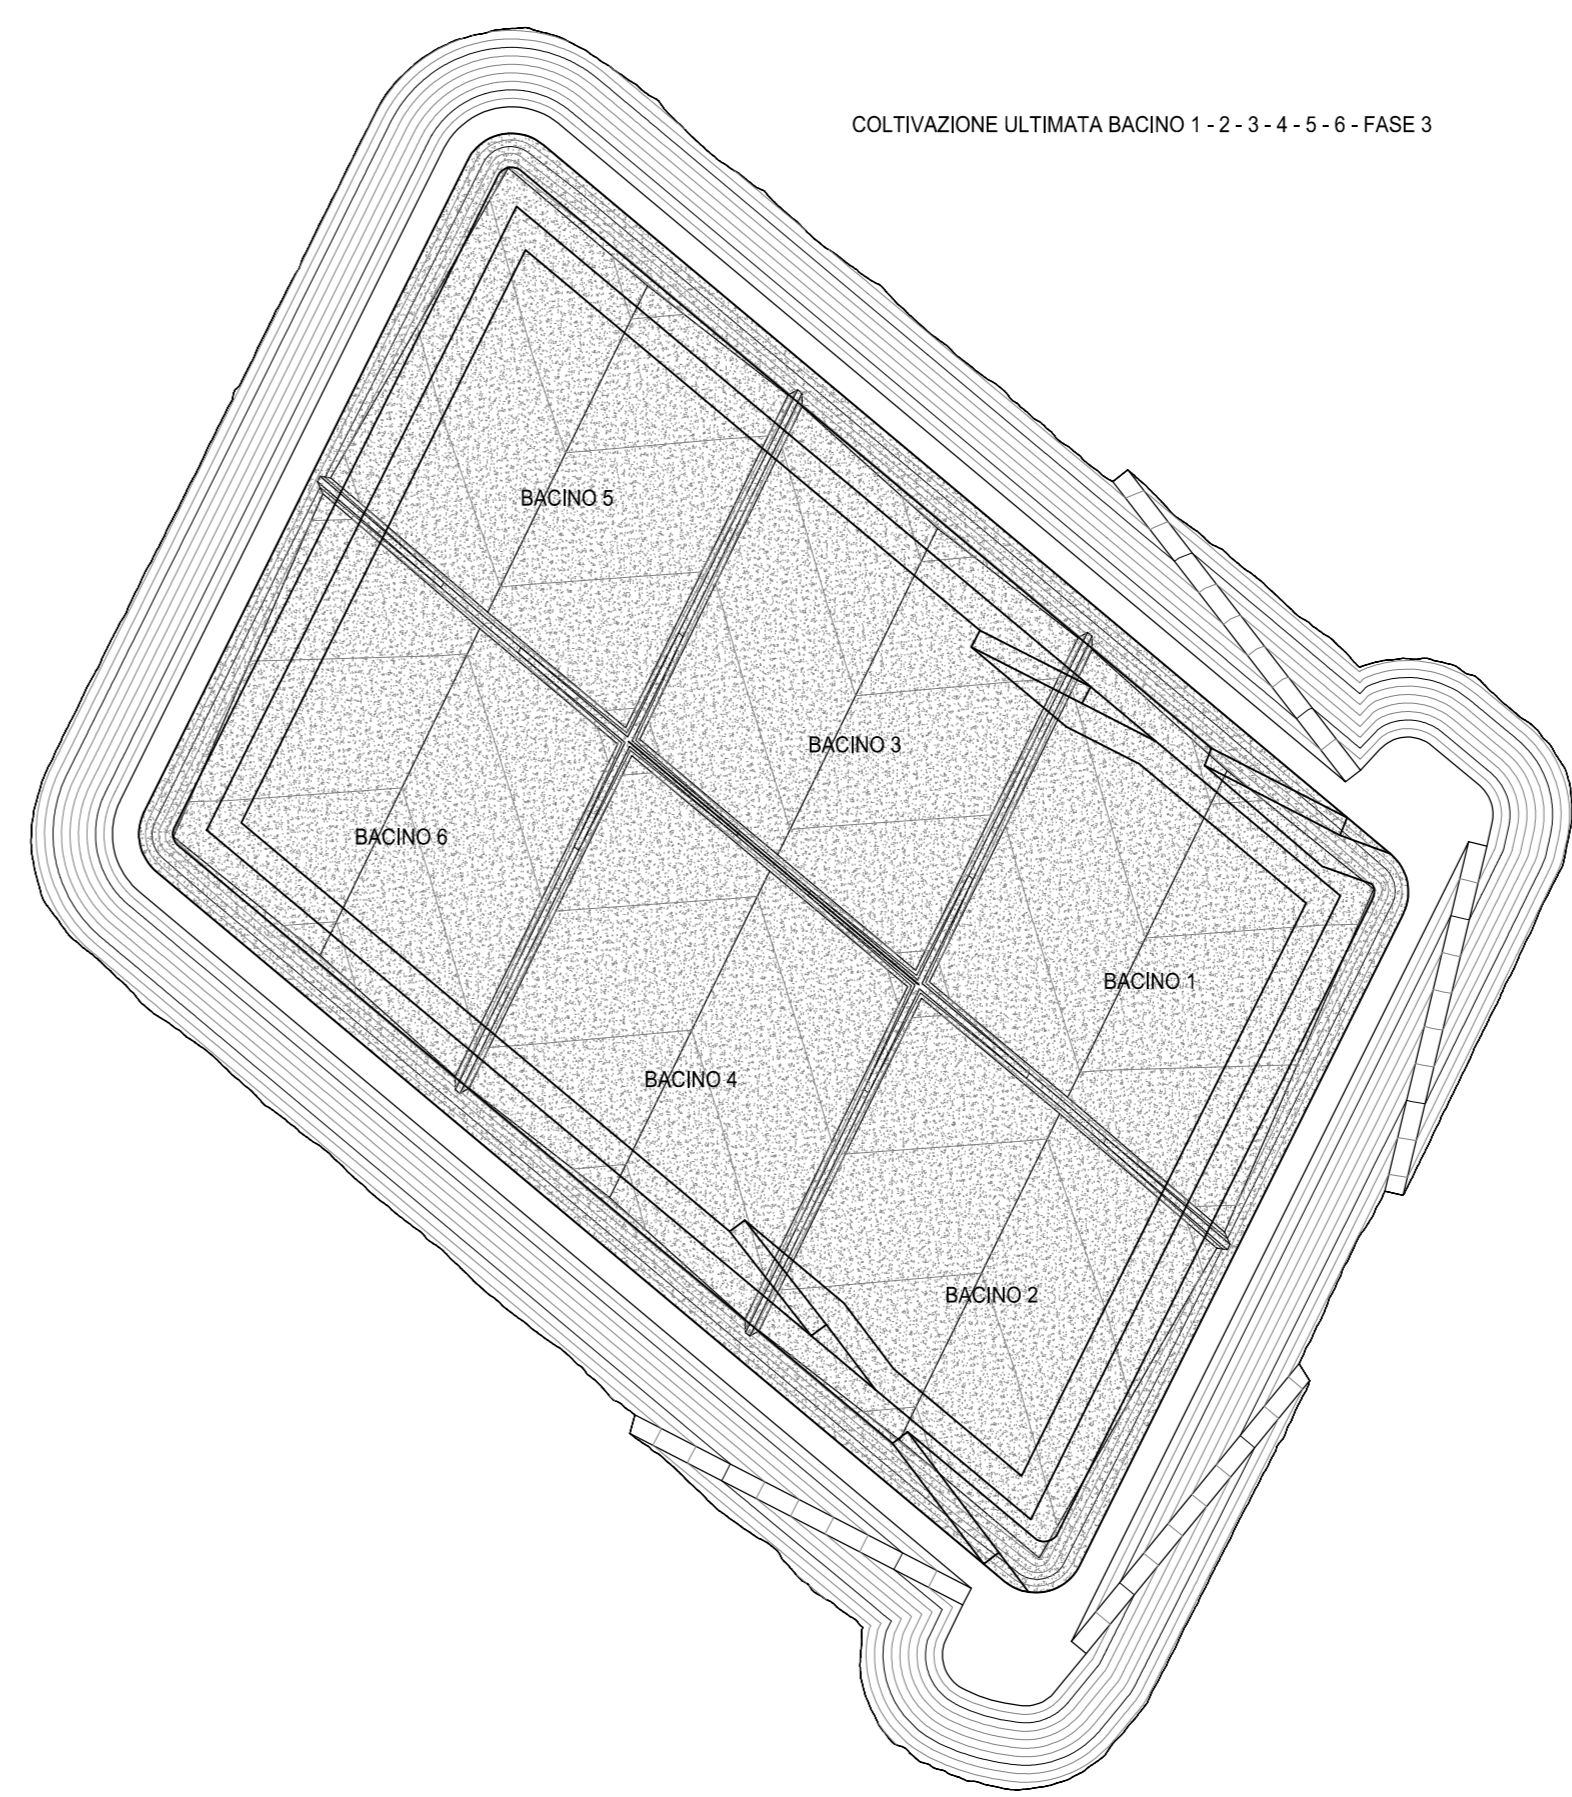 COLTIVAZIONE ULTIMATA BACINO 1 - 2 - 3 - 4 - 5 - 6 - FASE 3
BACINO 5
BACINO 3
BACINO 6
BACINO 1
BACINO 4
BACINO 2